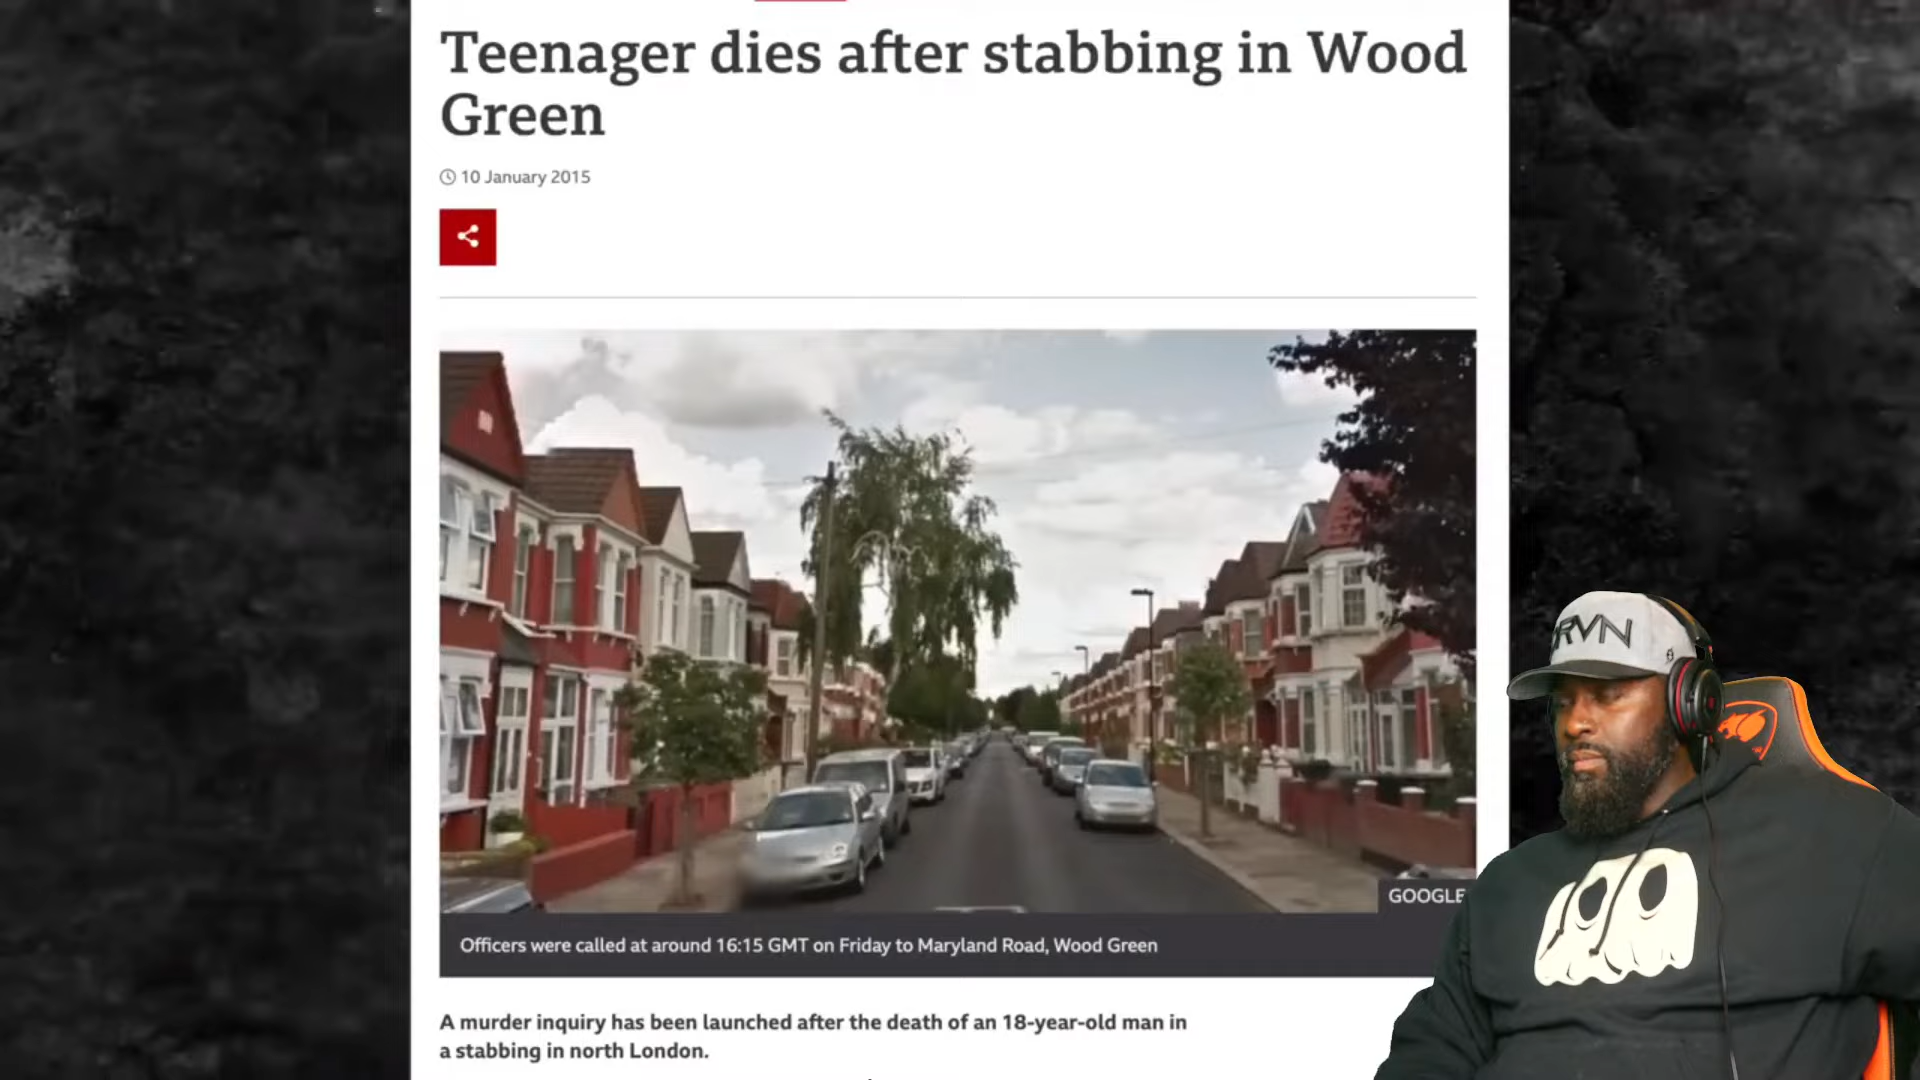 Teenager dies after stabbing in Wood
Green
10 January 2015
GOOGLE
Officers were called at around 16:15 GMT on Friday to Maryland Road, Wood Green
A murder inquiry has been launched after the death of an 18-year-old man in
a stabbing in north London.
RVN